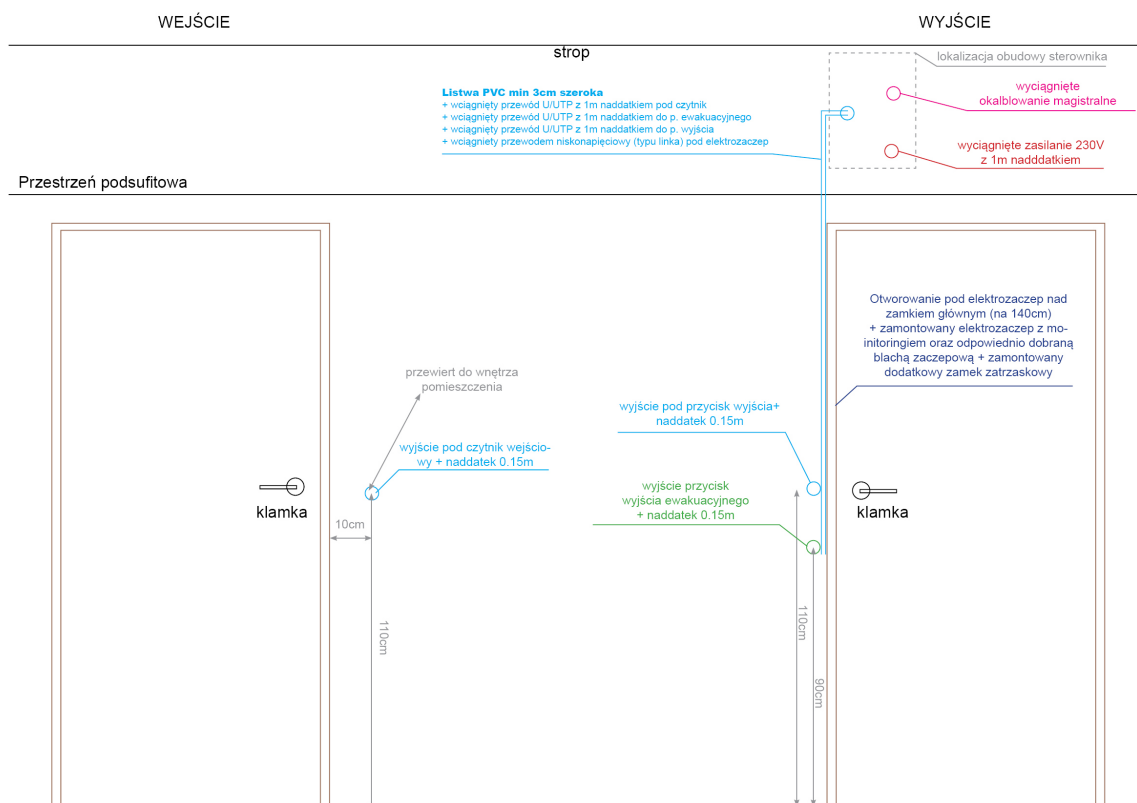 WEJŚCIE
WYJŚCIE
strop
lokalizacja obudowy sterownika
wyciągnięte
okalblowanie magistralne
Listwa PVC min 3cm szeroka
+ wciągnięty przewód U/UTP z 1m naddatkiem pod czytnik
+ wciągnięty przewód U/UTP z 1m naddatkiem do p. ewakuacyjnego
+ wciągnięty przewód U/UTP z 1m naddatkiem do p. wyjścia
+ wciągniety przewodem niskonapięciowy (typu linka) pod elektrozaczep
wyciągnięte zasilanie 230V
z 1m nadddatkiem
Przestrzeń podsufitowa
Otworowanie pod elektrozaczep nad
zamkiem głównym (na 140cm)
+ zamontowany elektrozaczep z mo-
initoringiem oraz odpowiednio dobraną
blachą zaczepową + zamontowany
dodatkowy zamek zatrzaskowy
przewiert do wnętrza
pomieszczenia
wyjście pod przycisk wyjścia+
naddatek 0.15m
wyjście pod czytnik wejścio-
wy + naddatek 0.15m
wyjście przycisk
wyjścia ewakuacyjnego
+ naddatek 0.15m
klamka
klamka
10cm
110cm
110cm
90cm